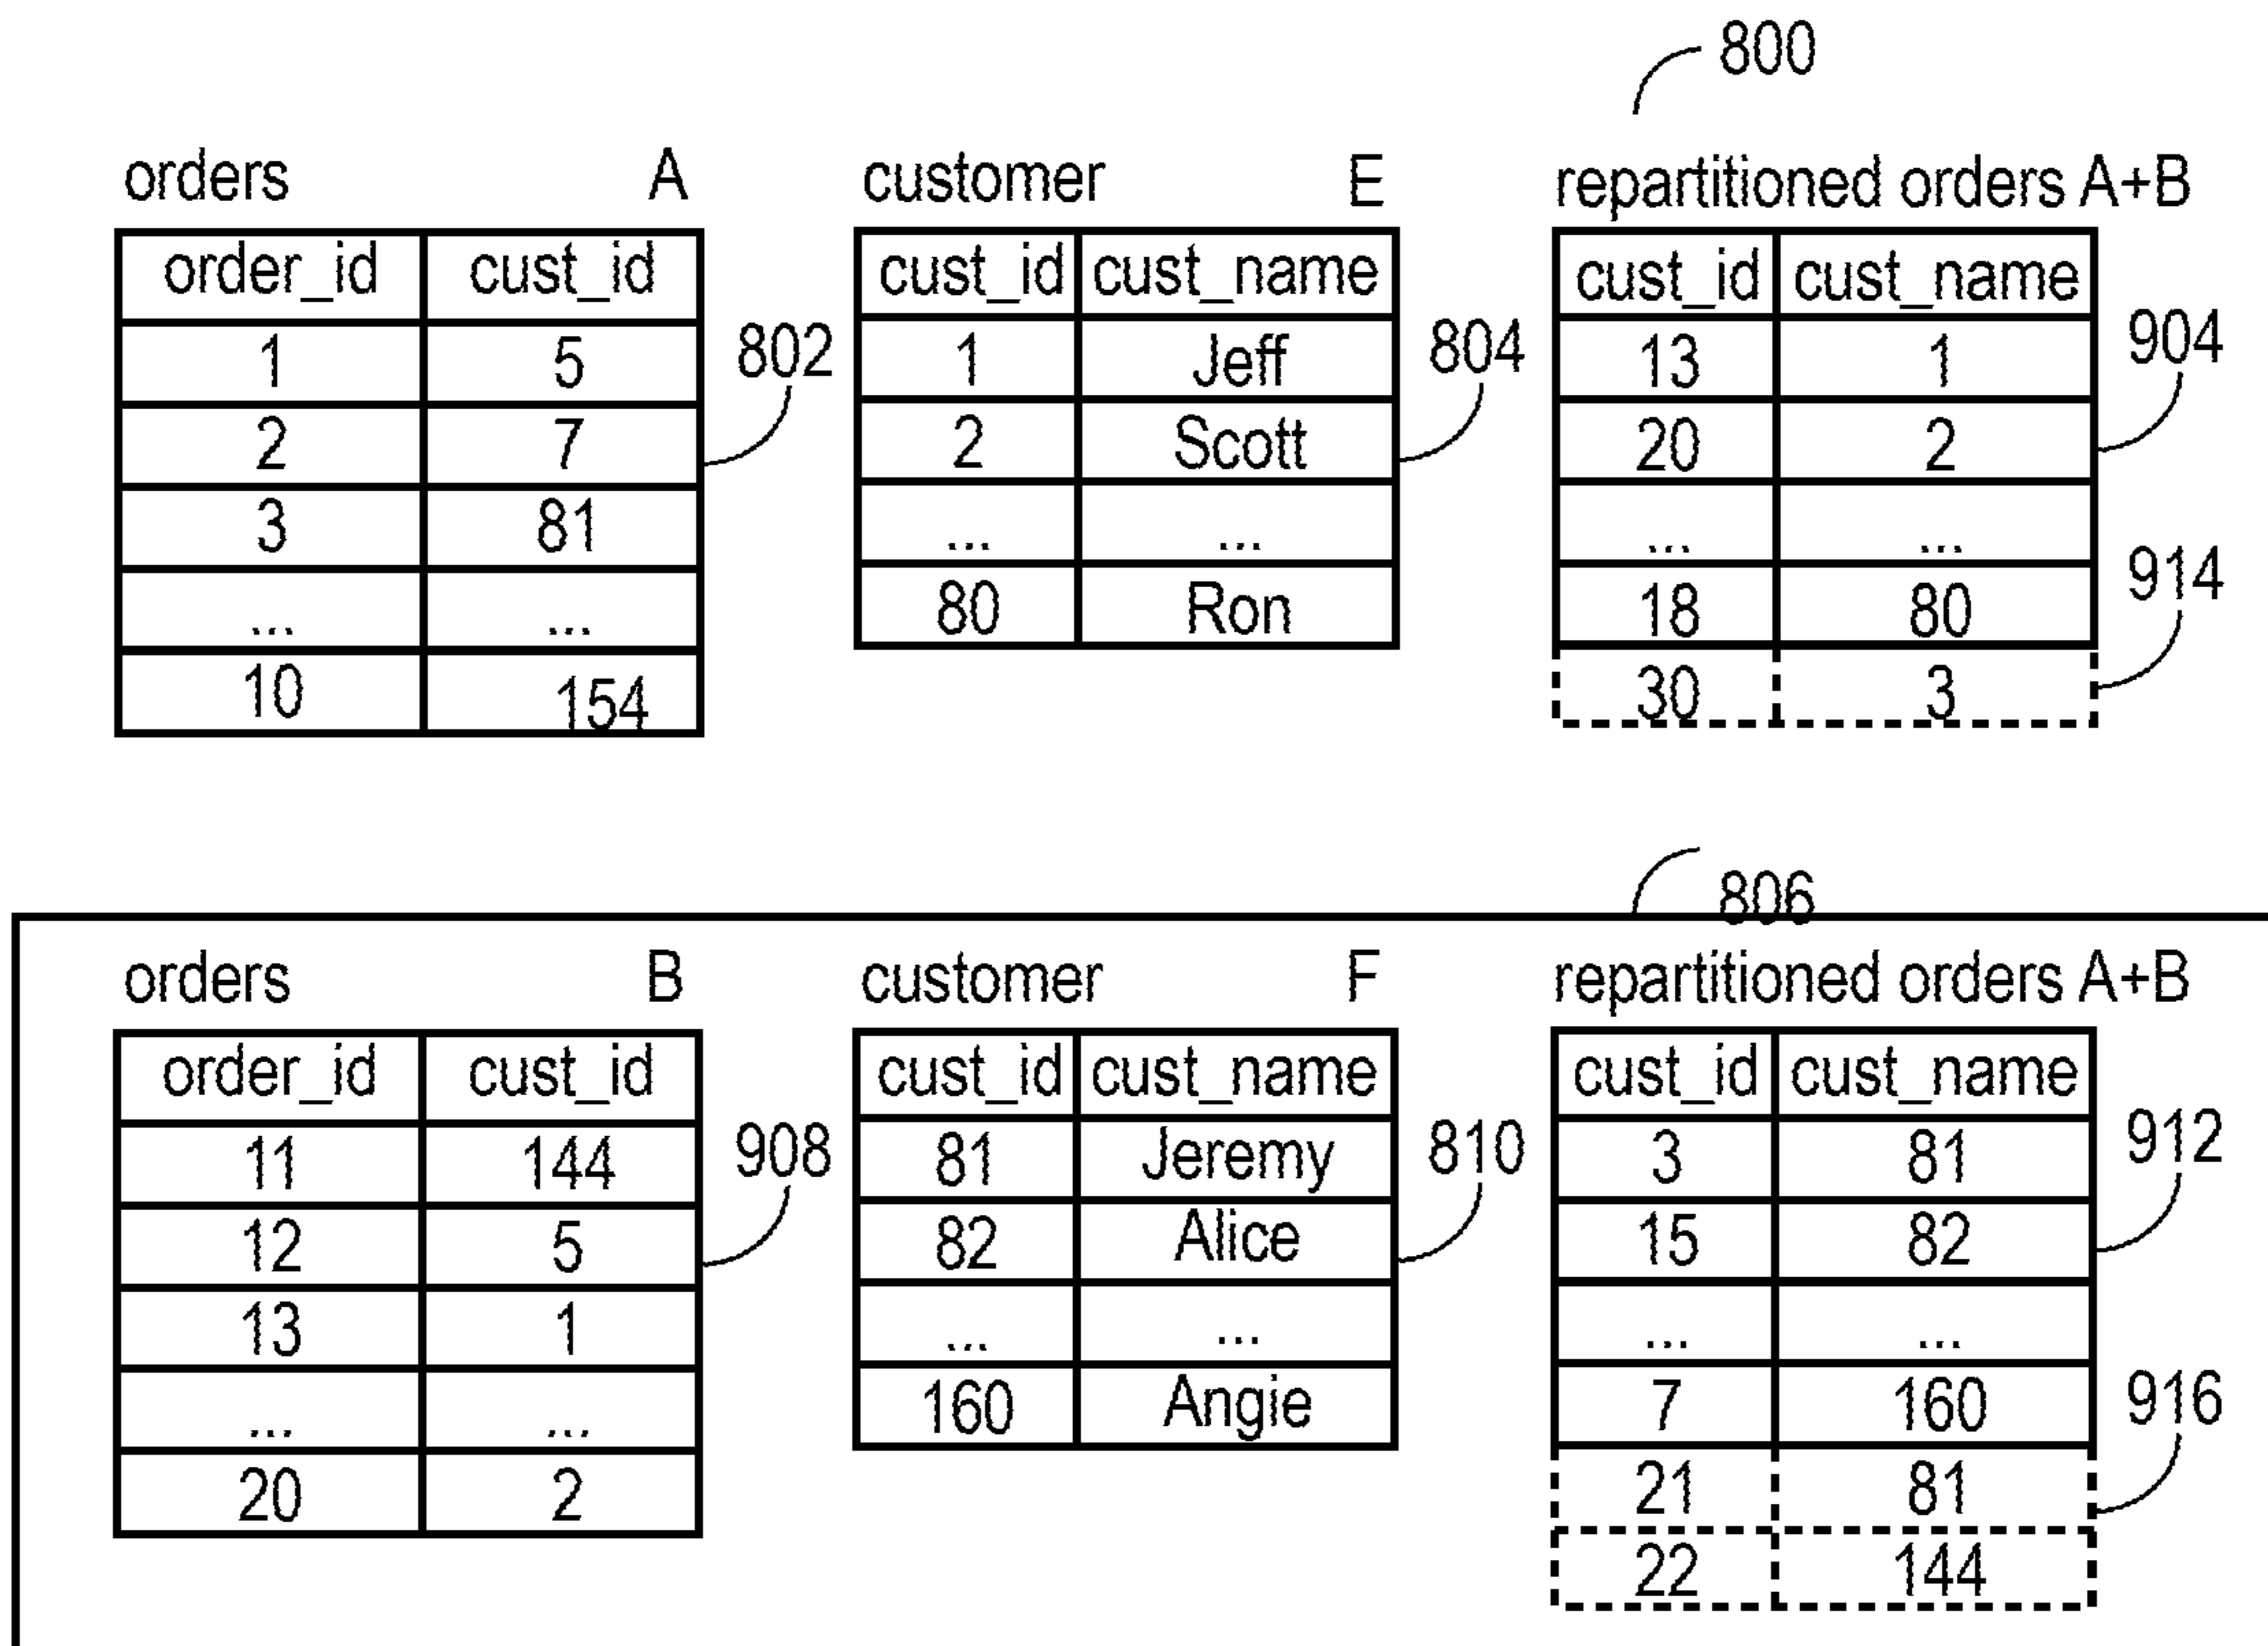 800
orders A customer E repartitioned orders A+B
order_id cust_id cust_id cust_name cust_id cust_name
1 5 802 1 Jeff 804 13 1 904
2 7 2 Scott 20 2
3 81 ... ... ... ... 914
... ... 80 Ron 18 80
10 154 30 3
806
orders B customer F repartitioned orders A+B
order_id cust_id cust_id cust_name cust_id cust_name
11 144 908 81 Jeremy 810 3 81 912
12 5 82 Alice 15 82
13 1 ... ... ... ...
... ... 160 Angie 7 160 916
20 2 21 81
22 144